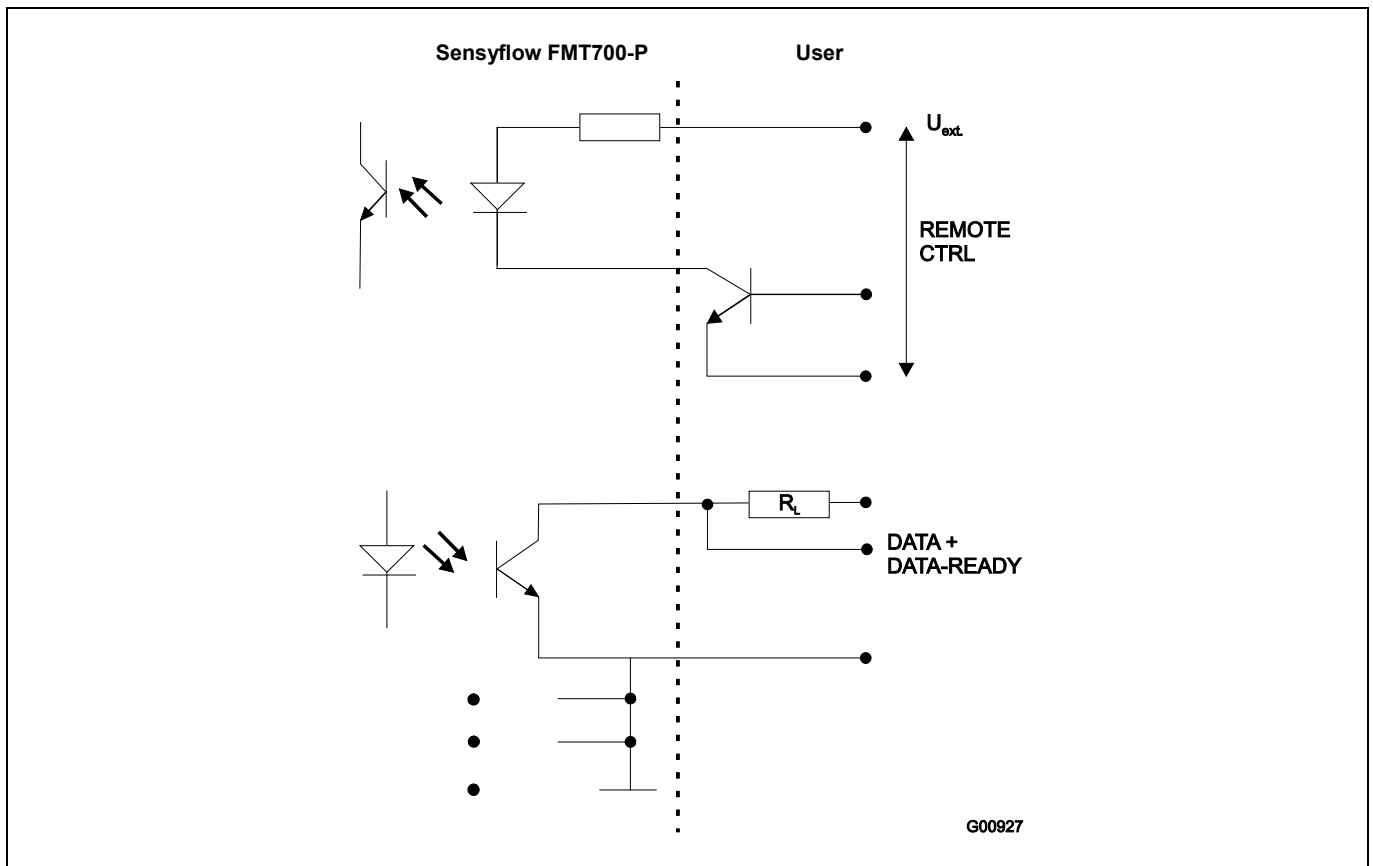 Sensyflow FMT700-P User
U ext.
REMOTE
CTRL
R L
DATA +
DATA-READY
G00927